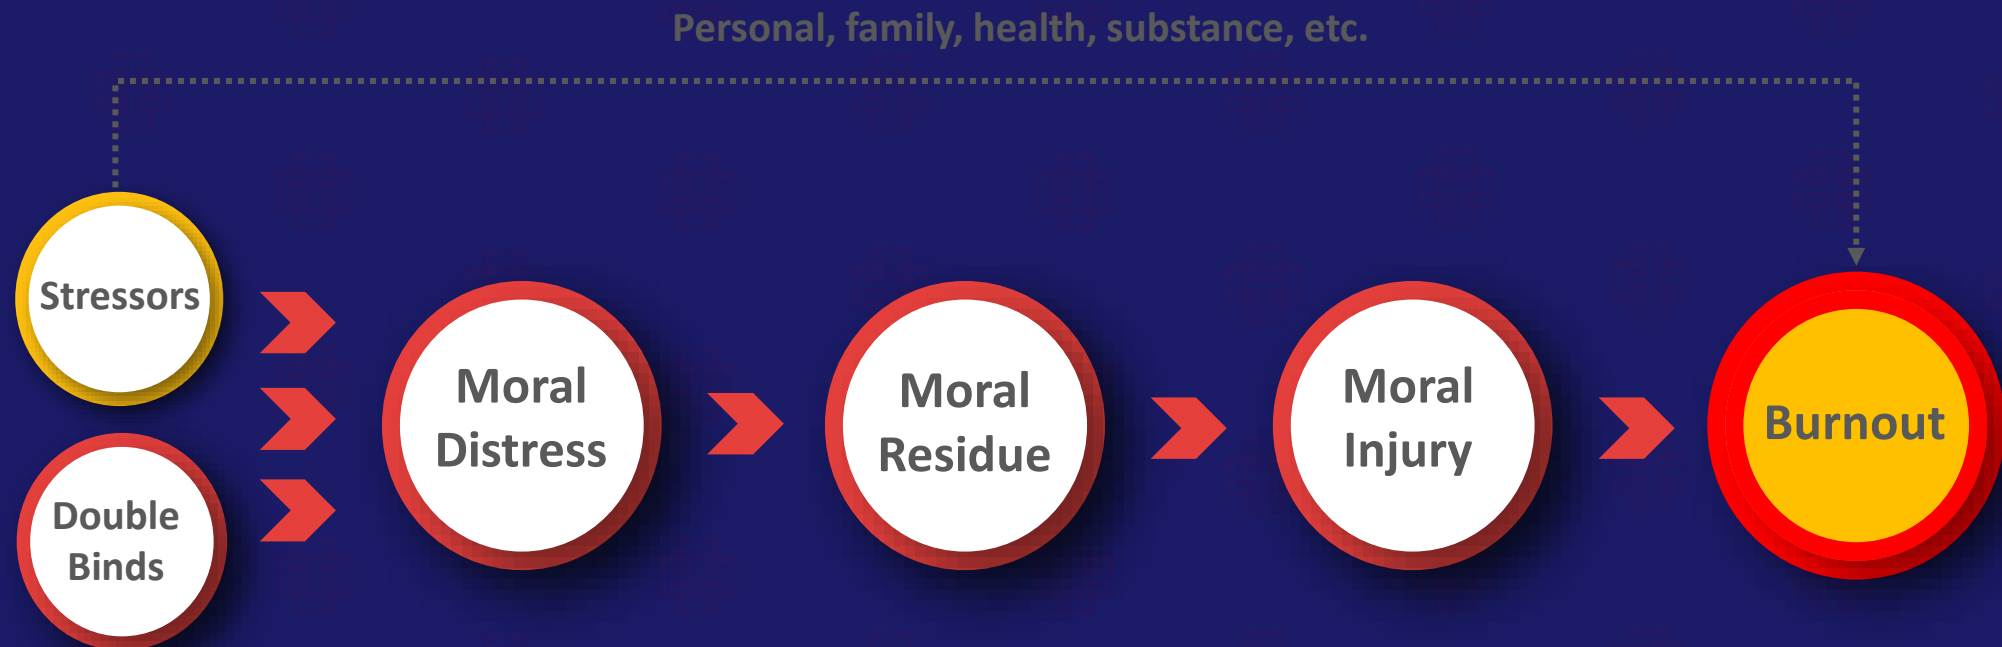 Personal, family, health, substance, etc.
Stressors
Double
Binds
Moral
Distress
Moral
Residue
Moral
Injury
Burnout